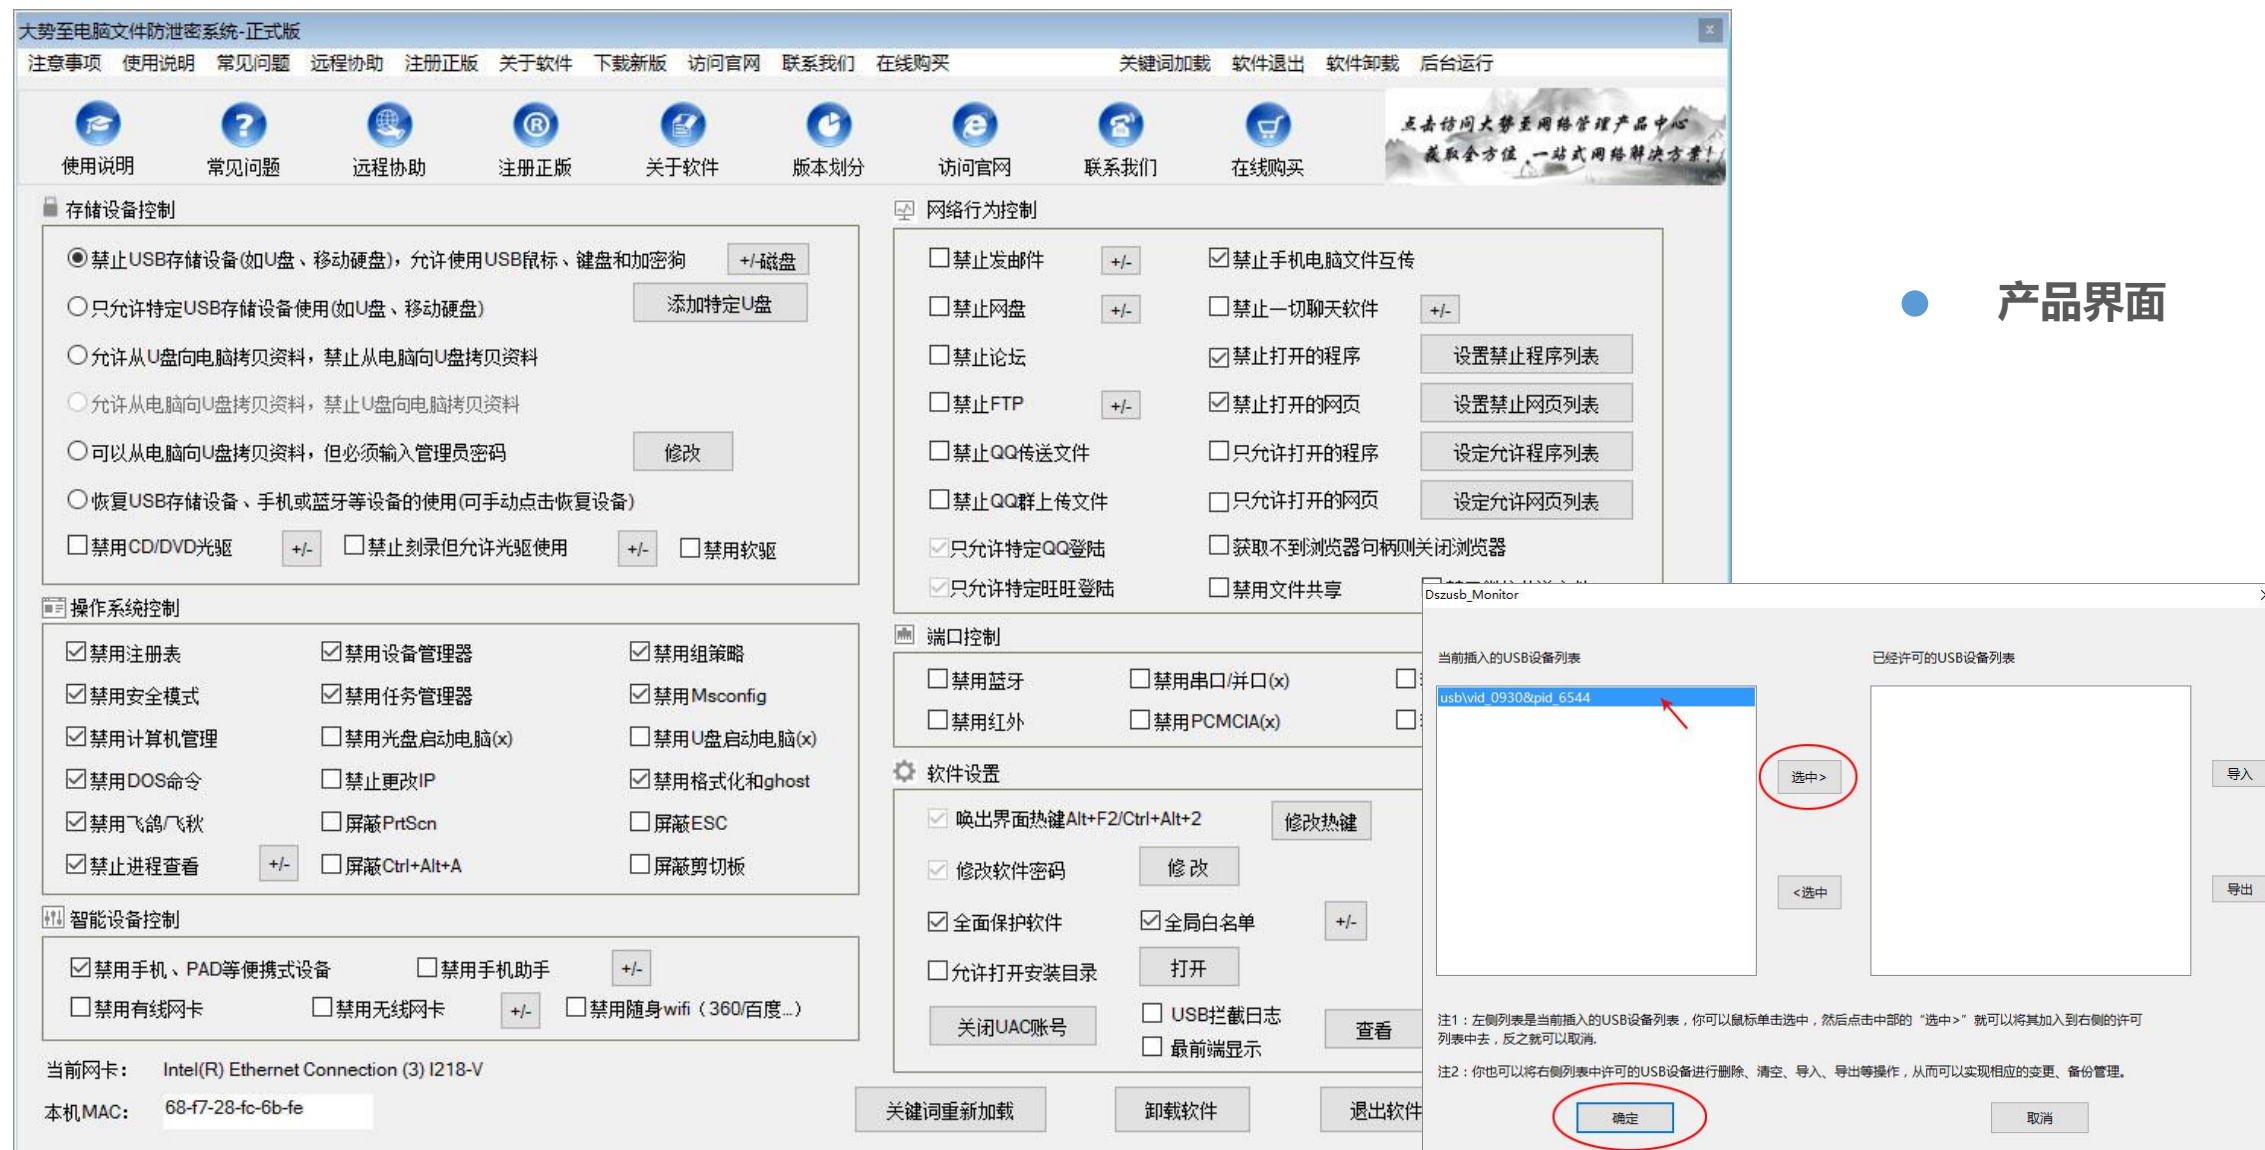 大势至电脑文件防泄密系统-正式版
注意事项 使用说明 常见问题 远程协助 注册正版 关于软件 下载新版 访问官网 联系我们 在线购买 关键词加载 软件退出 软件卸载 后台运行
使用说明 常见问题 远程协助 注册正版 关于软件 版本划分 访问官网 联系我们 在线购买
点击访问大势至网络管理产品中心
获取全方位、一站式网络解决方案!
存储设备控制
禁止USB存储设备(如U盘、移动硬盘)，允许使用USB鼠标、键盘和加密狗 +/-磁盘
只允许特定USB存储设备使用(如U盘、移动硬盘) 添加特定U盘
允许从U盘向电脑拷贝资料，禁止从电脑向U盘拷贝资料
允许从电脑向U盘拷贝资料，禁止U盘向电脑拷贝资料
可以从电脑向U盘拷贝资料，但必须输入管理员密码 修改
恢复USB存储设备、手机或蓝牙等设备的使用(可手动点击恢复设备)
禁用CD/DVD光驱 +/- 禁止刻录但允许光驱使用 +/- 禁用软驱
操作系统控制
禁用注册表 禁用设备管理器 禁用组策略
禁用安全模式 禁用任务管理器 禁用Msconfig
禁用计算机管理 禁用光盘启动电脑(x) 禁用U盘启动电脑(x)
禁用DOS命令 禁止更改IP 禁用格式化和ghost
禁用飞鸽/飞秋 屏蔽PrtScn 屏蔽ESC
禁止进程查看 +/- 屏蔽Ctrl+Alt+A 屏蔽剪切板
智能设备控制
禁用手机、PAD等便携式设备 禁用手机助手 +/-
禁用有线网卡 禁用无线网卡 +/- 禁用随身wifi（360/百度...）
当前网卡： Intel(R) Ethernet Connection (3) I218-V
本机MAC： 68-f7-28-fc-6b-fe
网络行为控制
禁止发邮件 +/- 禁止手机电脑文件互传
禁止网盘 +/- 禁止一切聊天软件 +/-
禁止论坛 禁止打开的程序 设置禁止程序列表
禁止FTP +/- 禁止打开的网页 设置禁止网页列表
禁止QQ传送文件 只允许打开的程序 设定允许程序列表
禁止QQ群上传文件 只允许打开的网页 设定允许网页列表
只允许特定QQ登陆 获取不到浏览器句柄则关闭浏览器
只允许特定旺旺登陆 禁用文件共享
端口控制
禁用蓝牙 禁用串口/并口(x)
禁用红外 禁用PCMCIA(x)
软件设置
唤出界面热键Alt+F2/Ctrl+Alt+2 修改热键
修改软件密码 修改
全面保护软件 全局白名单 +/-
允许打开安装目录 打开
关闭UAC账号 USB拦截日志 查看
最前端显示
关键词重新加载 卸载软件 退出软件
产品界面
Dszusb_Monitor
当前插入的USB设备列表 已经许可的USB设备列表
usb\vid_0930&pid_6544
选中> 导入
<选中 导出
注1：左侧列表是当前插入的USB设备列表，你可以鼠标单击选中，然后点击中部的“选中>”就可以将其加入到右侧的许可
列表中去，反之就可以取消.
注2：你也可以将右侧列表中许可的USB设备进行删除、清空、导入、导出等操作，从而可以实现相应的变更、备份管理。
确定 取消